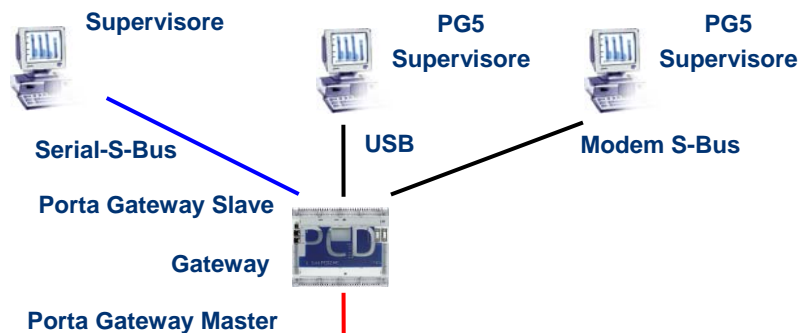 Supervisore
PG5
Supervisore
PG5
Supervisore
Serial-S-Bus
USB
Modem S-Bus
Porta Gateway Slave
PCD
Gateway
Porta Gateway Master